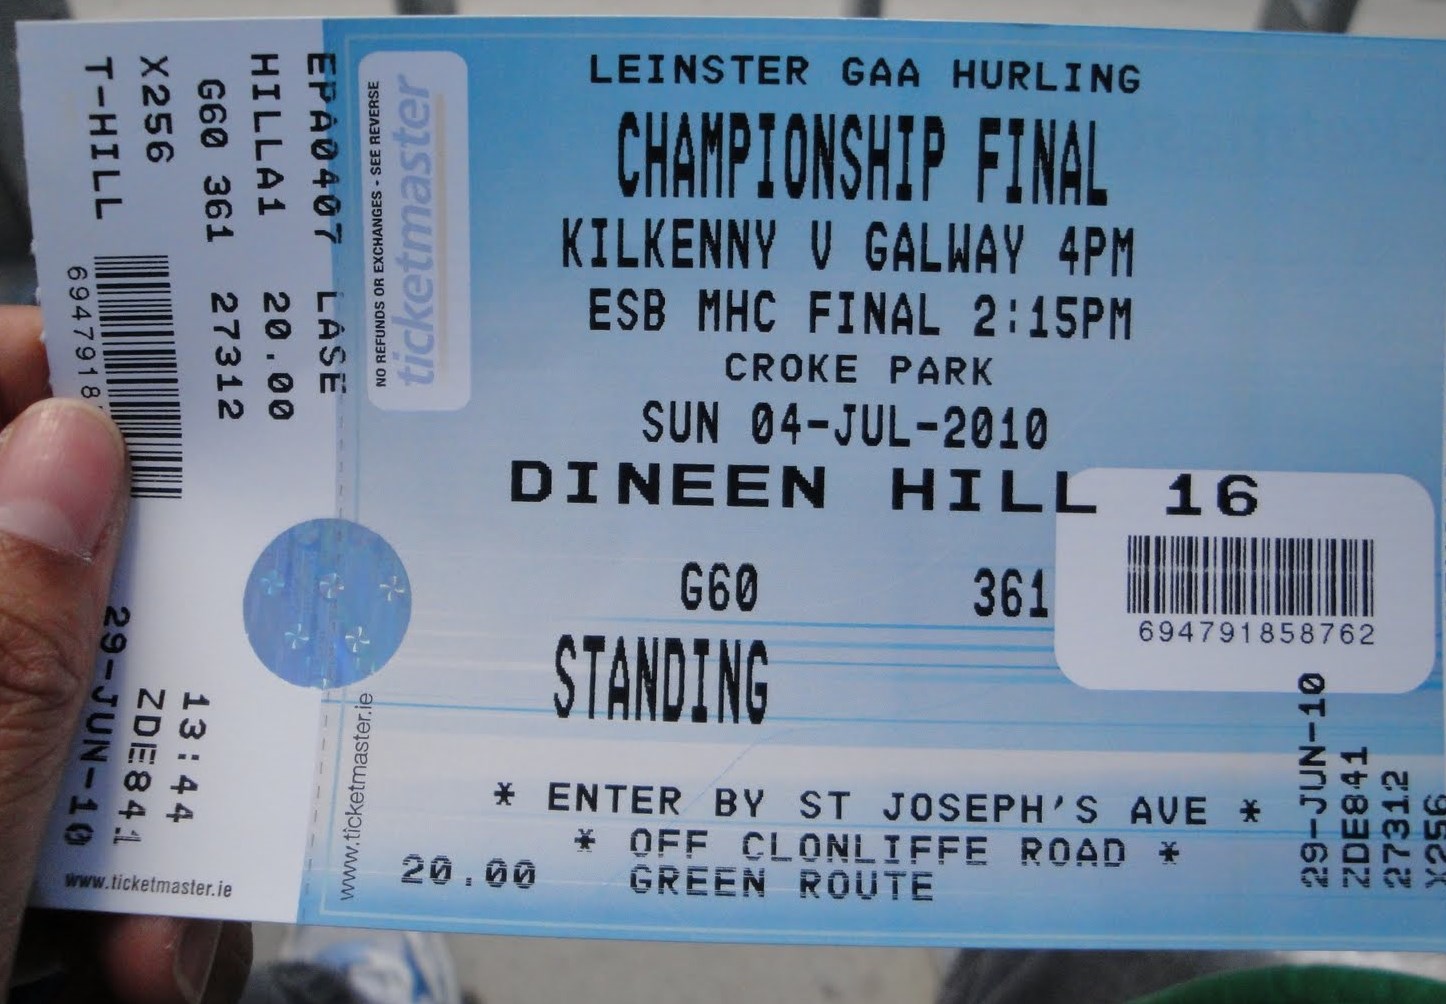 EPA0407 LASE
HILLA1 20.00
G60 361 27312
X256
T-HILL
6947918
13:44
ZDE841
29-JUN-10
www.ticketmaster.ie
NO REFUNDS OR EXCHANGES - SEE REVERSE
ticketmaster
www.ticketmaster.ie
LEINSTER GAA HURLING
CHAMPIONSHIP FINAL
KILKENNY V GALWAY 4PM
ESB MHC FINAL 2:15PM
CROKE PARK
SUN 04-JUL-2010
DINEEN HILL 16
G60 361
STANDING
694791858762
* ENTER BY ST JOSEPH'S AVE *
* OFF CLONLIFFE ROAD *
20.00 GREEN ROUTE
29-JUN-10
ZDE841
27312
X256